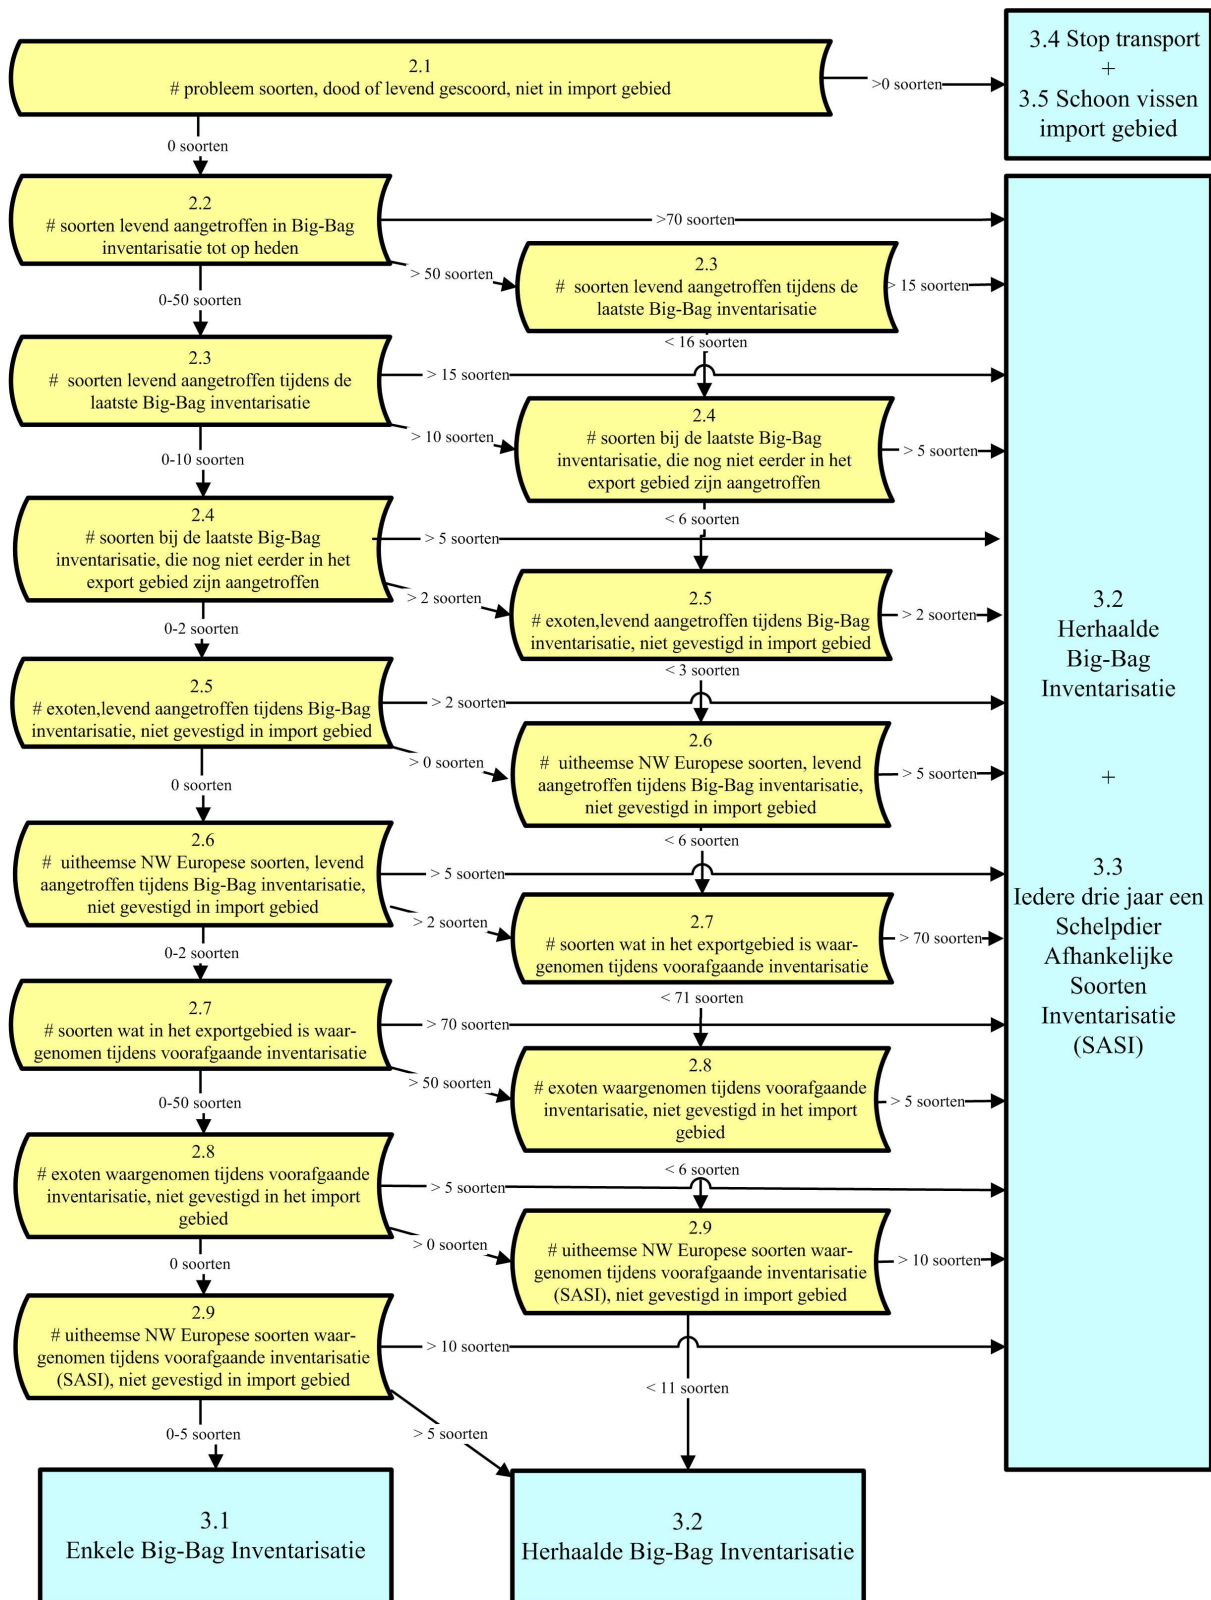 3.4 Stop transport
+
3.5 Schoon vissen
import gebied
2.1
# probleem soorten, dood of levend gescoord, niet in import gebied
>0 soorten
0 soorten
2.2
# soorten levend aangetroffen in Big-Bag
inventarisatie tot op heden
>70 soorten
> 50 soorten
0-50 soorten
2.3
# soorten levend aangetroffen tijdens de
laatste Big-Bag inventarisatie
> 15 soorten
< 16 soorten
2.3
# soorten levend aangetroffen tijdens de
laatste Big-Bag inventarisatie
> 15 soorten
> 10 soorten
0-10 soorten
2.4
# soorten bij de laatste Big-Bag
inventarisatie, die nog niet eerder in het
export gebied zijn aangetroffen
> 5 soorten
< 6 soorten
2.4
# soorten bij de laatste Big-Bag
inventarisatie, die nog niet eerder in het
export gebied zijn aangetroffen
> 5 soorten
> 2 soorten
0-2 soorten
2.5
# exoten,levend aangetroffen tijdens Big-Bag
inventarisatie, niet gevestigd in import gebied
> 2 soorten
< 3 soorten
2.5
# exoten,levend aangetroffen tijdens Big-Bag
inventarisatie, niet gevestigd in import gebied
> 2 soorten
> 0 soorten
0 soorten
2.6
# uitheemse NW Europese soorten, levend
aangetroffen tijdens Big-Bag inventarisatie,
niet gevestigd in import gebied
> 5 soorten
< 6 soorten
2.6
# uitheemse NW Europese soorten, levend
aangetroffen tijdens Big-Bag inventarisatie,
niet gevestigd in import gebied
> 5 soorten
> 2 soorten
0-2 soorten
2.7
# soorten wat in het exportgebied is waar-
genomen tijdens voorafgaande inventarisatie
> 70 soorten
< 71 soorten
2.7
# soorten wat in het exportgebied is waar-
genomen tijdens voorafgaande inventarisatie
> 70 soorten
> 50 soorten
0-50 soorten
2.8
# exoten waargenomen tijdens voorafgaande
inventarisatie, niet gevestigd in het import
gebied
> 5 soorten
< 6 soorten
2.8
# exoten waargenomen tijdens voorafgaande
inventarisatie, niet gevestigd in het import
gebied
> 5 soorten
> 0 soorten
0 soorten
2.9
# uitheemse NW Europese soorten waar-
genomen tijdens voorafgaande inventarisatie
(SASI), niet gevestigd in import gebied
> 10 soorten
< 11 soorten
2.9
# uitheemse NW Europese soorten waar-
genomen tijdens voorafgaande inventarisatie
(SASI), niet gevestigd in import gebied
> 10 soorten
> 5 soorten
0-5 soorten
3.2
Herhaalde
Big-Bag
Inventarisatie
+
3.3
Iedere drie jaar een
Schelpdier
Afhankelijke
Soorten
Inventarisatie
(SASI)
3.1
Enkele Big-Bag Inventarisatie
3.2
Herhaalde Big-Bag Inventarisatie